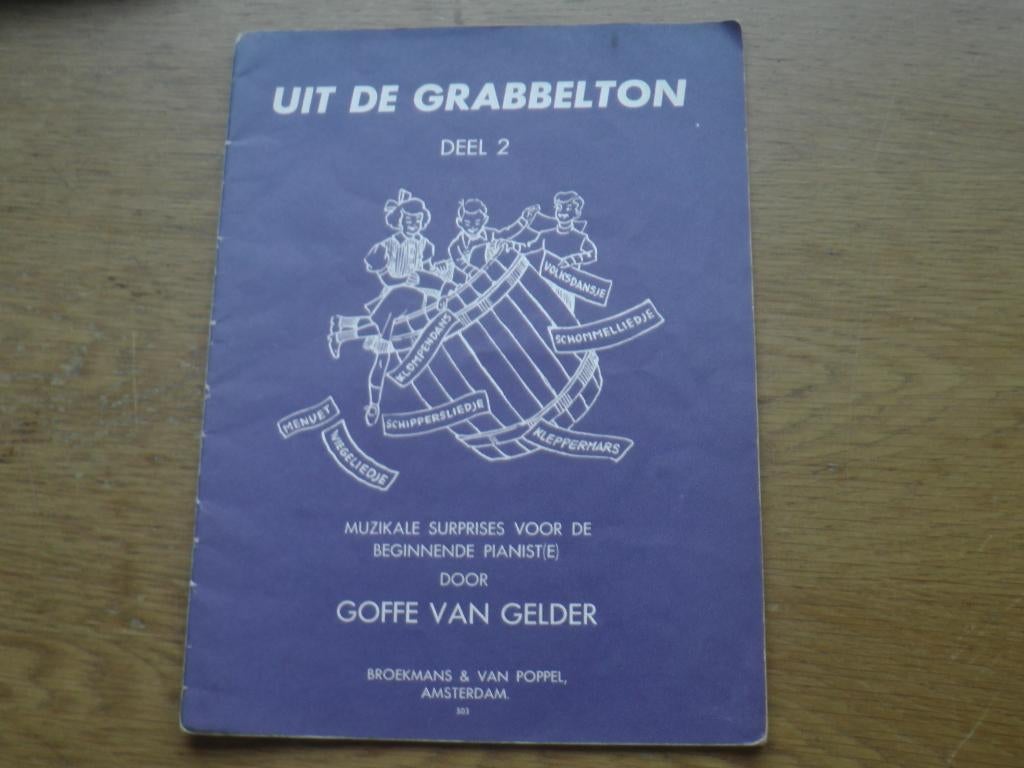 UIT DE GRABBELTON
DEEL 2
VOLKSDANSJE
SCHOMMELLIEDJE
KLOMPENDANS
SCHIPPERSLIEDJE
MENUET
WIEGELIEDJE
KLEPPERMARS
MUZIKALE SURPRISES VOOR DE
BEGINNENDE PIANIST(E)
DOOR
GOFFE VAN GELDER
BROEKMANS & VAN POPPEL,
AMSTERDAM.
503